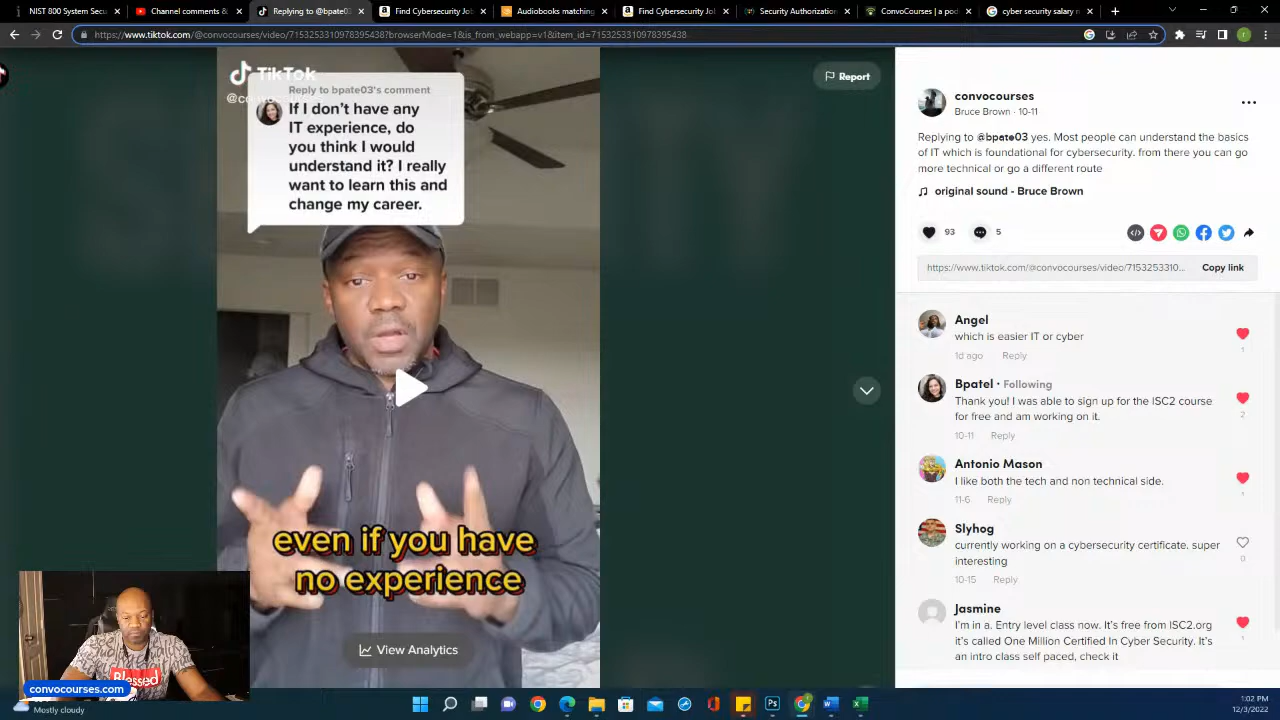 NIST 800 System Secu
Channel comments &
Replying to @bpate03
Find Cybersecurity Job
Audiobooks matching
Find Cybersecurity Job
Security Authorization
ConvoCourses | a pod
cyber security salary n
https://www.tiktok.com/@convocourses/video/7153253310978395438?browserMode=1&is_from_webapp=v1&item_id=7153253310978395438
TikTok
Reply to bpate03's comment
If I don't have any
IT experience, do
you think I would
understand it? I really
want to learn this and
change my career.
even if you have
no experience
View Analytics
Report
convocourses
Bruce Brown · 10-11
Replying to @bpate03 yes. Most people can understand the basics
of IT which is foundational for cybersecurity. from there you can go
more technical or go a different route
original sound - Bruce Brown
93
5
https://www.tiktok.com/@convocourses/video/7153253310...
Copy link
Angel
which is easier IT or cyber
1d ago Reply
1
Bpatel · Following
Thank you! I was able to sign up for the ISC2 course
for free and am working on it.
10-11 Reply
2
Antonio Mason
I like both the tech and non technical side.
11-6 Reply
1
Slyhog
currently working on a cybersecurity certificate. super
interesting
10-15 Reply
0
Jasmine
I'm in a. Entry level class now. It's free from ISC2.org
it's called One Million Certified In Cyber Security. It's
an intro class self paced, check it
1
Blessed
convocourses.com
Mostly cloudy
1:02 PM
12/3/2022